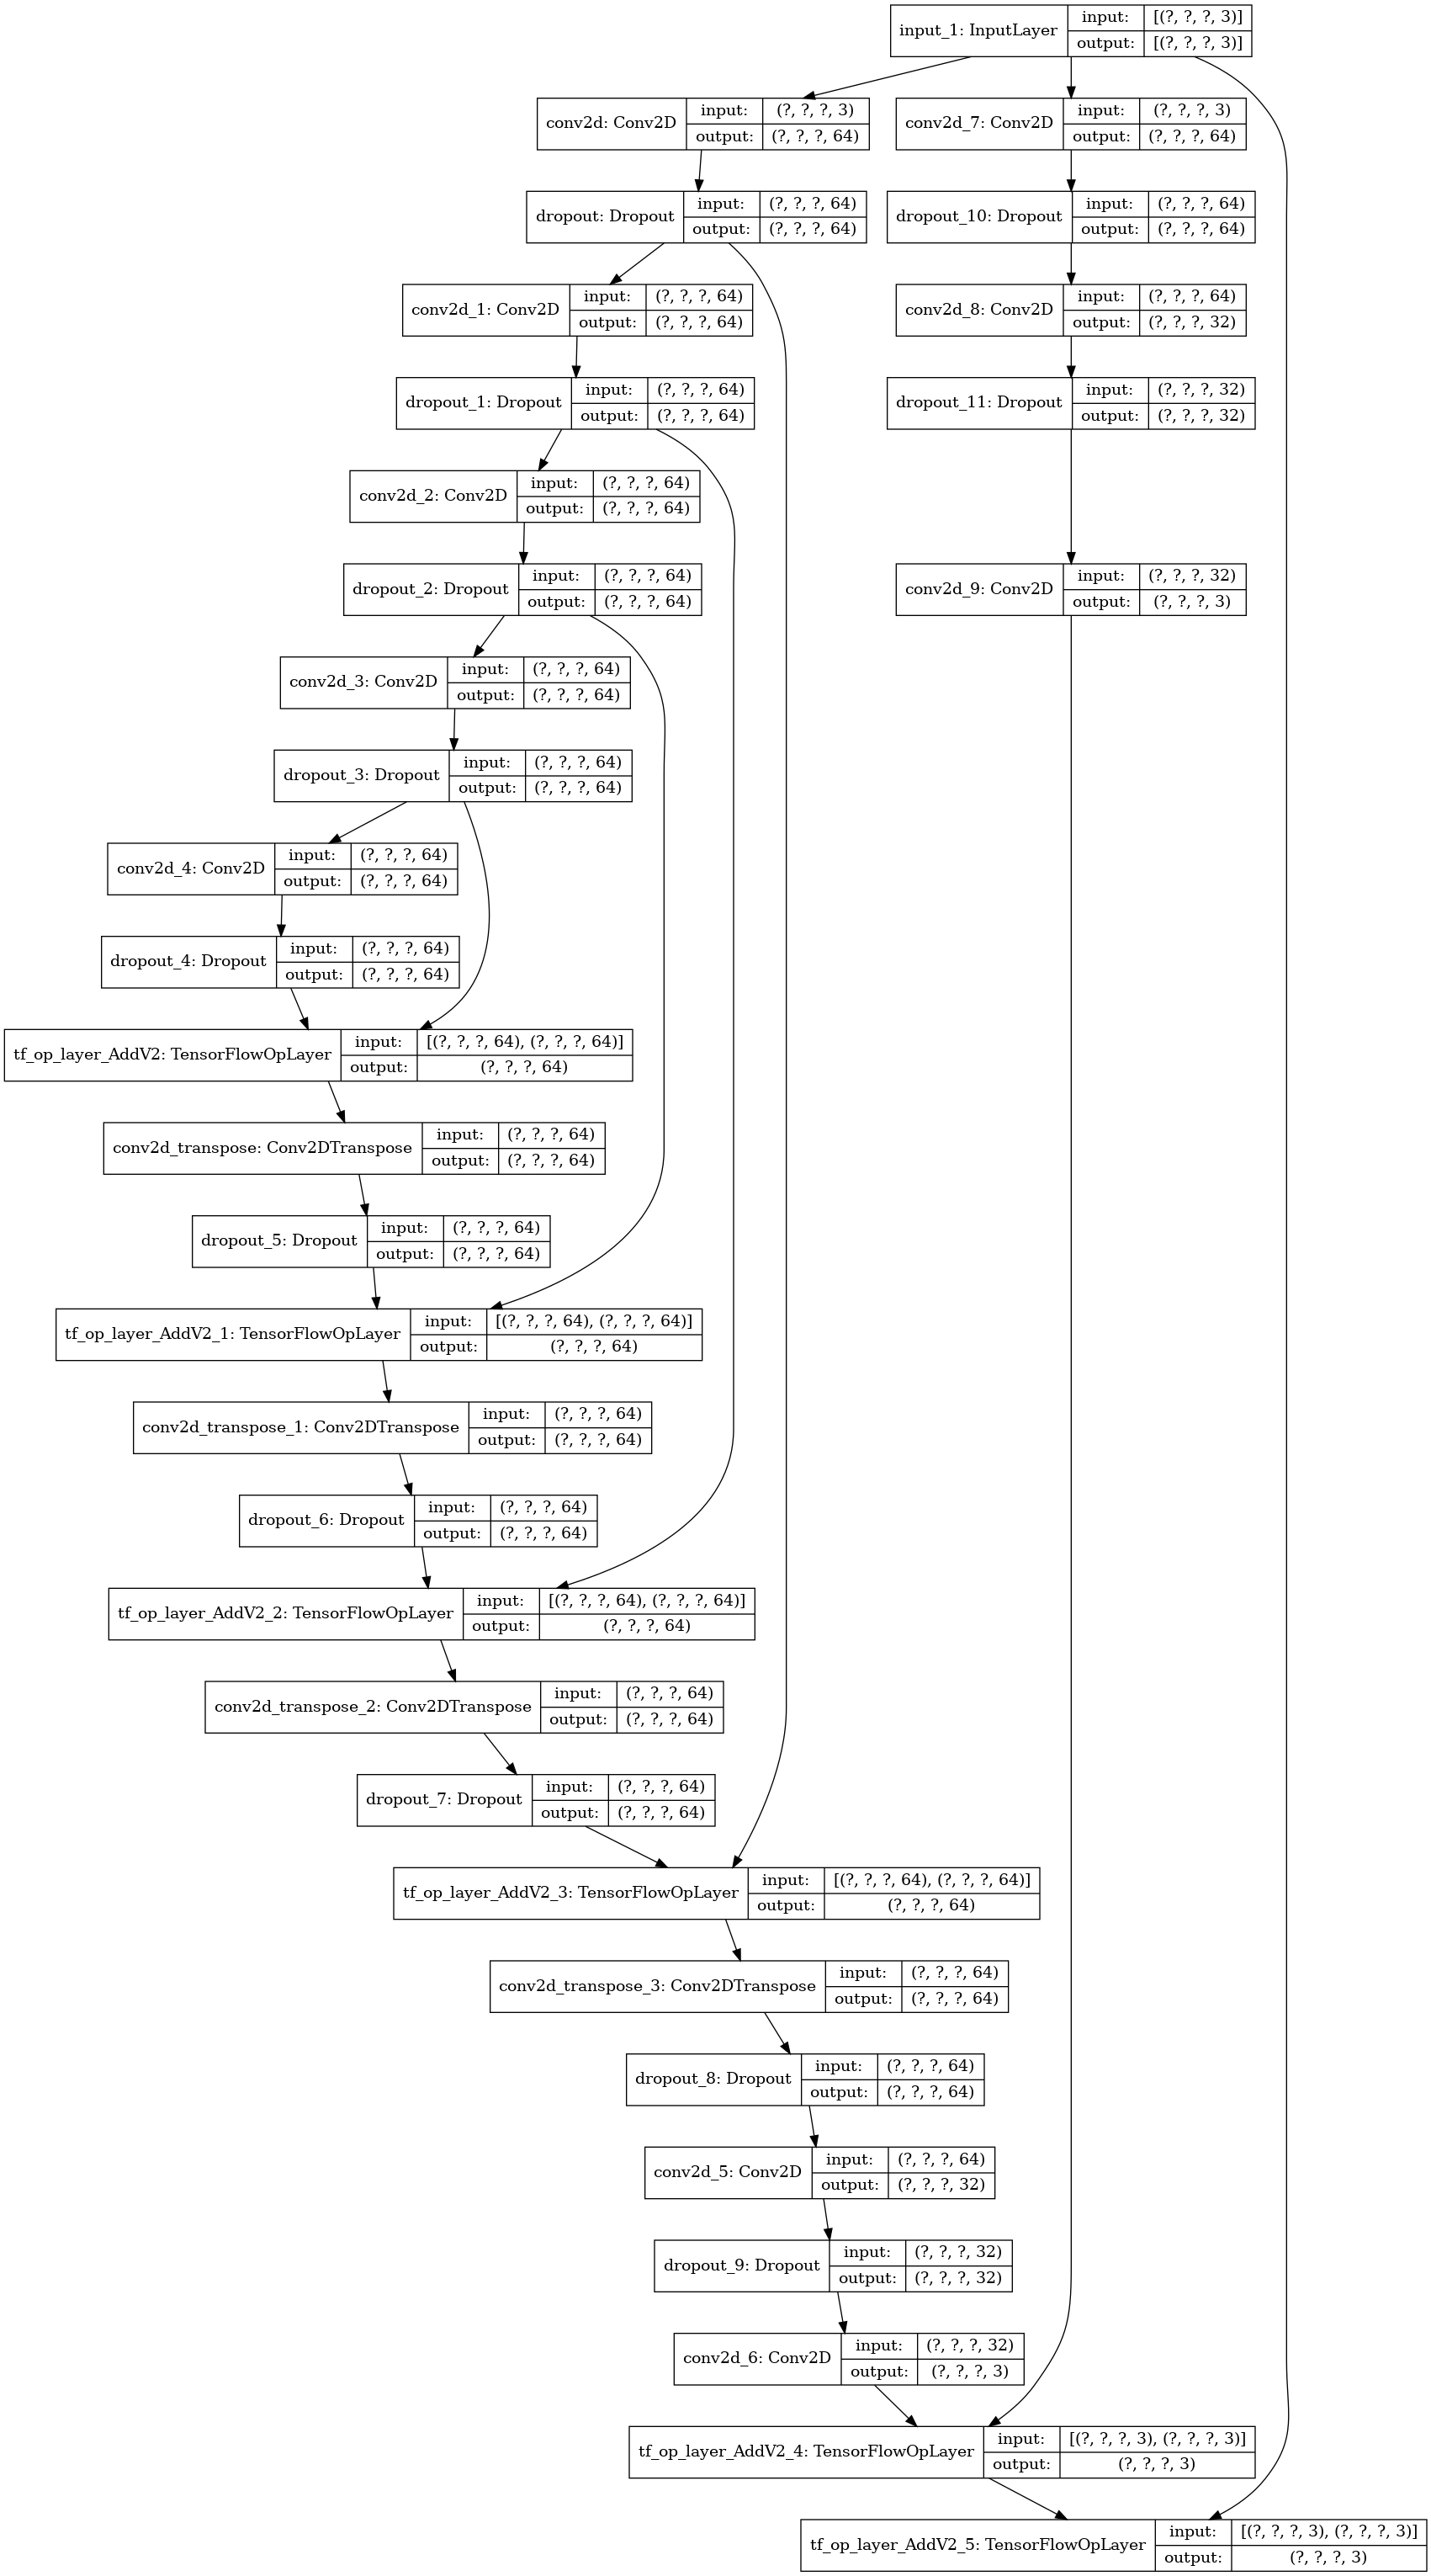 input_1: InputLayer input: [(?, ?, ?, 3)]
output: [(?, ?, ?, 3)]
conv2d: Conv2D input: (?, ?, ?, 3)
output: (?, ?, ?, 64)
conv2d_7: Conv2D input: (?, ?, ?, 3)
output: (?, ?, ?, 64)
dropout: Dropout input: (?, ?, ?, 64)
output: (?, ?, ?, 64)
dropout_10: Dropout input: (?, ?, ?, 64)
output: (?, ?, ?, 64)
conv2d_1: Conv2D input: (?, ?, ?, 64)
output: (?, ?, ?, 64)
conv2d_8: Conv2D input: (?, ?, ?, 64)
output: (?, ?, ?, 32)
dropout_1: Dropout input: (?, ?, ?, 64)
output: (?, ?, ?, 64)
dropout_11: Dropout input: (?, ?, ?, 32)
output: (?, ?, ?, 32)
conv2d_2: Conv2D input: (?, ?, ?, 64)
output: (?, ?, ?, 64)
dropout_2: Dropout input: (?, ?, ?, 64)
output: (?, ?, ?, 64)
conv2d_9: Conv2D input: (?, ?, ?, 32)
output: (?, ?, ?, 3)
conv2d_3: Conv2D input: (?, ?, ?, 64)
output: (?, ?, ?, 64)
dropout_3: Dropout input: (?, ?, ?, 64)
output: (?, ?, ?, 64)
conv2d_4: Conv2D input: (?, ?, ?, 64)
output: (?, ?, ?, 64)
dropout_4: Dropout input: (?, ?, ?, 64)
output: (?, ?, ?, 64)
tf_op_layer_AddV2: TensorFlowOpLayer input: [(?, ?, ?, 64), (?, ?, ?, 64)]
output: (?, ?, ?, 64)
conv2d_transpose: Conv2DTranspose input: (?, ?, ?, 64)
output: (?, ?, ?, 64)
dropout_5: Dropout input: (?, ?, ?, 64)
output: (?, ?, ?, 64)
tf_op_layer_AddV2_1: TensorFlowOpLayer input: [(?, ?, ?, 64), (?, ?, ?, 64)]
output: (?, ?, ?, 64)
conv2d_transpose_1: Conv2DTranspose input: (?, ?, ?, 64)
output: (?, ?, ?, 64)
dropout_6: Dropout input: (?, ?, ?, 64)
output: (?, ?, ?, 64)
tf_op_layer_AddV2_2: TensorFlowOpLayer input: [(?, ?, ?, 64), (?, ?, ?, 64)]
output: (?, ?, ?, 64)
conv2d_transpose_2: Conv2DTranspose input: (?, ?, ?, 64)
output: (?, ?, ?, 64)
dropout_7: Dropout input: (?, ?, ?, 64)
output: (?, ?, ?, 64)
tf_op_layer_AddV2_3: TensorFlowOpLayer input: [(?, ?, ?, 64), (?, ?, ?, 64)]
output: (?, ?, ?, 64)
conv2d_transpose_3: Conv2DTranspose input: (?, ?, ?, 64)
output: (?, ?, ?, 64)
dropout_8: Dropout input: (?, ?, ?, 64)
output: (?, ?, ?, 64)
conv2d_5: Conv2D input: (?, ?, ?, 64)
output: (?, ?, ?, 32)
dropout_9: Dropout input: (?, ?, ?, 32)
output: (?, ?, ?, 32)
conv2d_6: Conv2D input: (?, ?, ?, 32)
output: (?, ?, ?, 3)
tf_op_layer_AddV2_4: TensorFlowOpLayer input: [(?, ?, ?, 3), (?, ?, ?, 3)]
output: (?, ?, ?, 3)
tf_op_layer_AddV2_5: TensorFlowOpLayer input: [(?, ?, ?, 3), (?, ?, ?, 3)]
output: (?, ?, ?, 3)